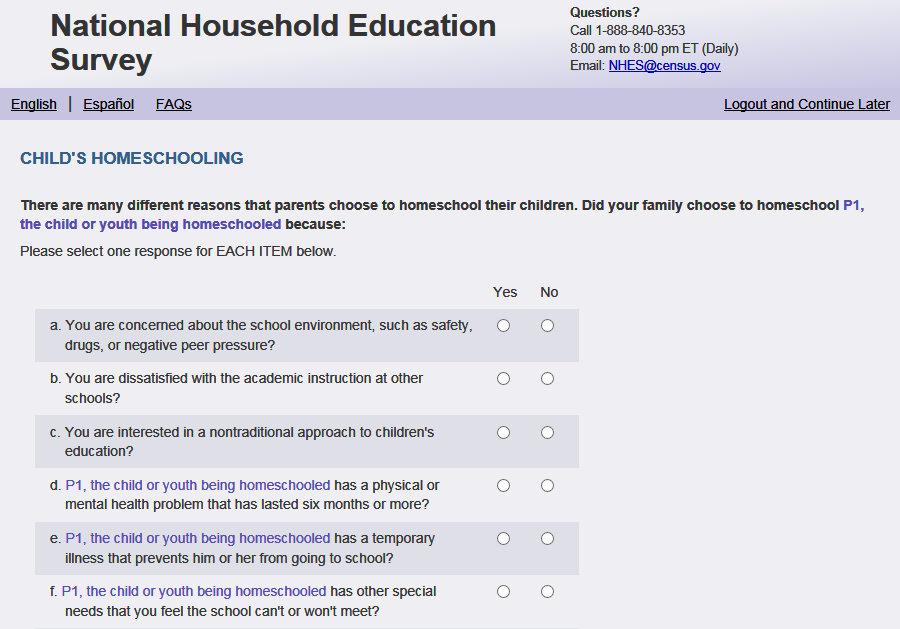 National Household Education
Survey
Questions?
Call 1-888-840-8353
8:00 am to 8:00 pm ET (Daily)
Email: NHES@census.gov
English | Español FAQs
Logout and Continue Later
CHILD'S HOMESCHOOLING
There are many different reasons that parents choose to homeschool their children. Did your family choose to homeschool P1,
the child or youth being homeschooled because:
Please select one response for EACH ITEM below.
Yes No
a. You are concerned about the school environment, such as safety,
drugs, or negative peer pressure?
b. You are dissatisfied with the academic instruction at other
schools?
c. You are interested in a nontraditional approach to children's
education?
d. P1, the child or youth being homeschooled has a physical or
mental health problem that has lasted six months or more?
e. P1, the child or youth being homeschooled has a temporary
illness that prevents him or her from going to school?
f. P1, the child or youth being homeschooled has other special
needs that you feel the school can't or won't meet?